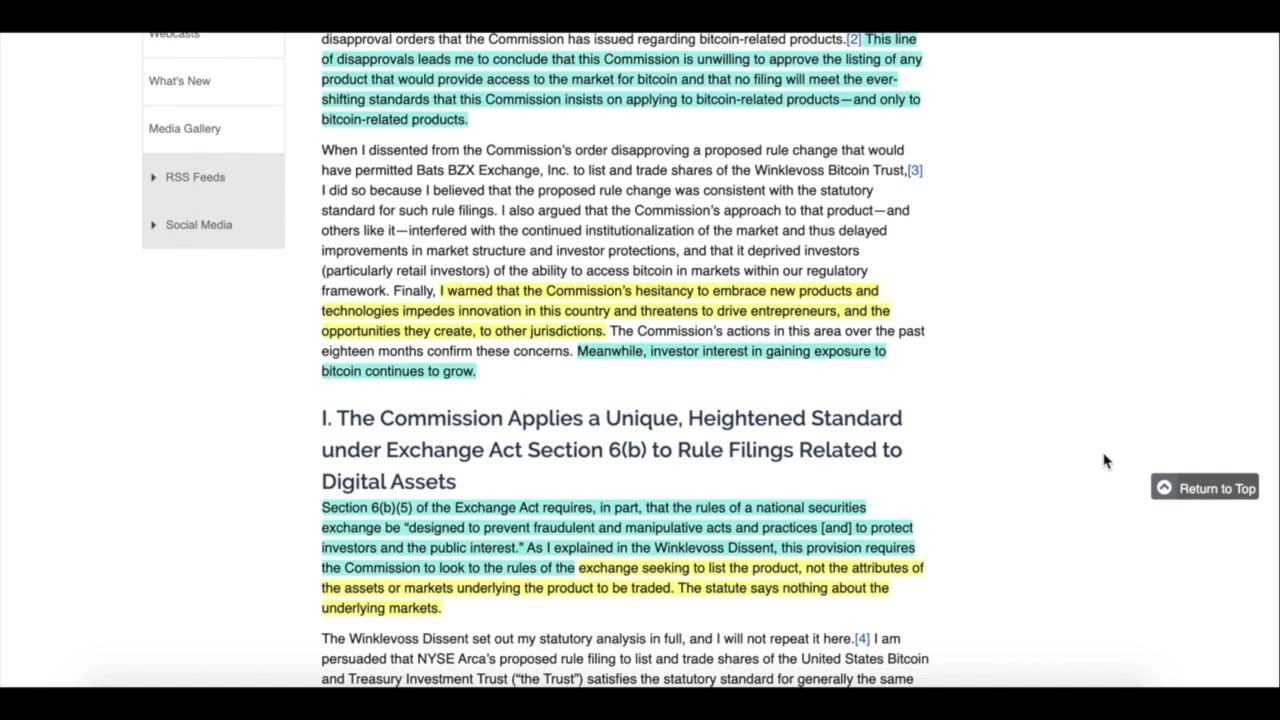 Webcasts
What's New
Media Gallery
RSS Feeds
Social Media
disapproval orders that the Commission has issued regarding bitcoin-related products.[2] This line
of disapprovals leads me to conclude that this Commission is unwilling to approve the listing of any
product that would provide access to the market for bitcoin and that no filing will meet the ever-
shifting standards that this Commission insists on applying to bitcoin-related products—and only to
bitcoin-related products.
When I dissented from the Commission's order disapproving a proposed rule change that would
have permitted Bats BZX Exchange, Inc. to list and trade shares of the Winklevoss Bitcoin Trust,[3]
I did so because I believed that the proposed rule change was consistent with the statutory
standard for such rule filings. I also argued that the Commission's approach to that product—and
others like it—interfered with the continued institutionalization of the market and thus delayed
improvements in market structure and investor protections, and that it deprived investors
(particularly retail investors) of the ability to access bitcoin in markets within our regulatory
framework. Finally, I warned that the Commission's hesitancy to embrace new products and
technologies impedes innovation in this country and threatens to drive entrepreneurs, and the
opportunities they create, to other jurisdictions. The Commission's actions in this area over the past
eighteen months confirm these concerns. Meanwhile, investor interest in gaining exposure to
bitcoin continues to grow.
I. The Commission Applies a Unique, Heightened Standard
under Exchange Act Section 6(b) to Rule Filings Related to
Digital Assets
Section 6(b)(5) of the Exchange Act requires, in part, that the rules of a national securities
exchange be "designed to prevent fraudulent and manipulative acts and practices [and] to protect
investors and the public interest." As I explained in the Winklevoss Dissent, this provision requires
the Commission to look to the rules of the exchange seeking to list the product, not the attributes of
the assets or markets underlying the product to be traded. The statute says nothing about the
underlying markets.
The Winklevoss Dissent set out my statutory analysis in full, and I will not repeat it here.[4] I am
persuaded that NYSE Arca's proposed rule filing to list and trade shares of the United States Bitcoin
and Treasury Investment Trust ("the Trust") satisfies the statutory standard for generally the same
Return to Top